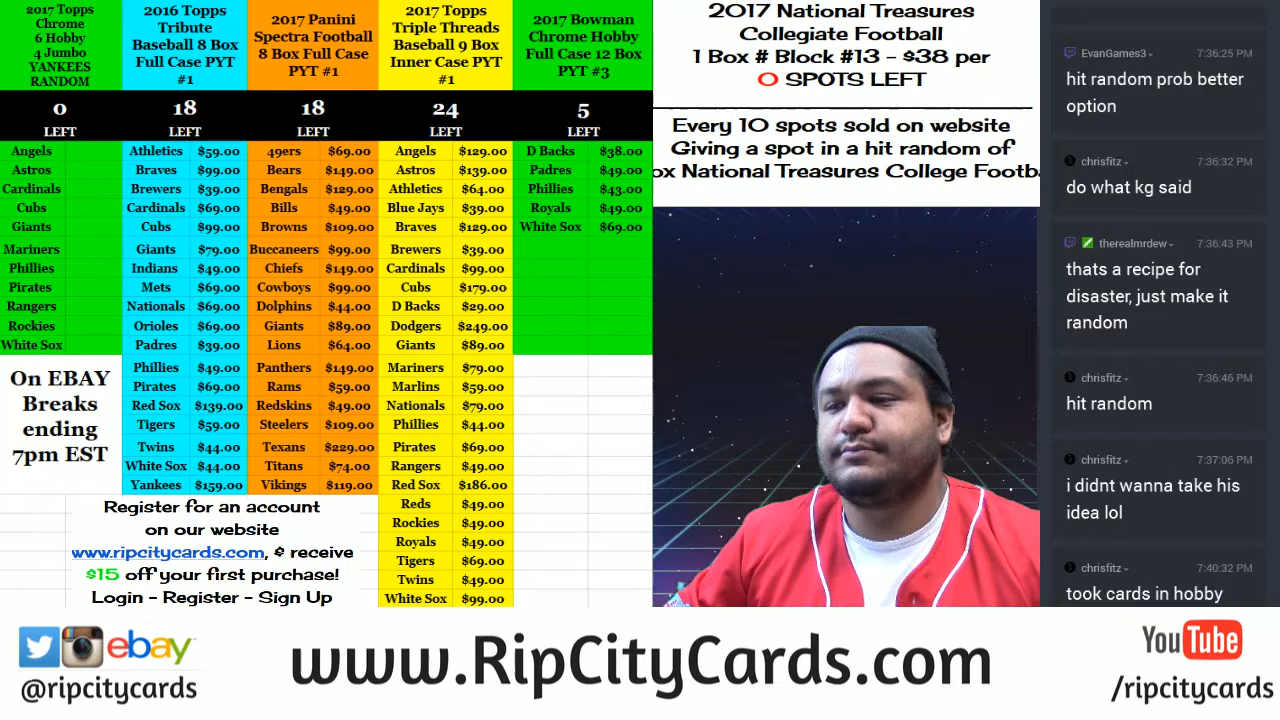 2017 Topps
Chrome
6 Hobby
4 Jumbo
YANKEES
RANDOM
0
LEFT
Angels
Astros
Cardinals
Cubs
Giants
Mariners
Phillies
Pirates
Rangers
Rockies
White Sox
On EBAY
Breaks
ending
7pm EST
2016 Topps
Tribute
Baseball 8 Box
Full Case PYT
#1
18
LEFT
Athletics $59.00
Braves $99.00
Brewers $39.00
Cardinals $69.00
Cubs $99.00
Giants $79.00
Indians $49.00
Mets $69.00
Nationals $69.00
Orioles $69.00
Padres $39.00
Phillies $49.00
Pirates $69.00
Red Sox $139.00
Tigers $59.00
Twins $44.00
White Sox $44.00
Yankees $159.00
2017 Panini
Spectra Football
8 Box Full Case
PYT #1
18
LEFT
49ers $69.00
Bears $149.00
Bengals $129.00
Bills $49.00
Browns $109.00
Buccaneers $99.00
Chiefs $149.00
Cowboys $99.00
Dolphins $44.00
Giants $89.00
Lions $64.00
Panthers $149.00
Rams $59.00
Redskins $49.00
Steelers $109.00
Texans $229.00
Titans $74.00
Vikings $119.00
2017 Topps
Triple Threads
Baseball 9 Box
Inner Case PYT
#1
24
LEFT
Angels $129.00
Astros $139.00
Athletics $64.00
Blue Jays $39.00
Braves $129.00
Brewers $39.00
Cardinals $99.00
Cubs $179.00
D Backs $29.00
Dodgers $249.00
Giants $89.00
Mariners $79.00
Marlins $59.00
Nationals $79.00
Phillies $44.00
Pirates $69.00
Rangers $49.00
Red Sox $186.00
Reds $49.00
Rockies $49.00
Royals $49.00
Tigers $69.00
Twins $49.00
White Sox $99.00
2017 Bowman
Chrome Hobby
Full Case 12 Box
PYT #3
5
LEFT
D Backs $38.00
Padres $49.00
Phillies $43.00
Royals $49.00
White Sox $69.00
Register for an account
on our website
www.ripcitycards.com, & receive
$15 off your first purchase!
Login - Register - Sign Up
2017 National Treasures
Collegiate Football
1 Box # Block #13 - $38 per
0 SPOTS LEFT
Every 10 spots sold on website
Giving a spot in a hit random of
ox National Treasures College Footb
EvanGames3 7:36:25 PM
hit random prob better
option
chrisfitz 7:36:32 PM
do what kg said
therealmrdew 7:36:43 PM
thats a recipe for
disaster, just make it
random
chrisfitz 7:36:46 PM
hit random
chrisfitz 7:37:06 PM
i didnt wanna take his
idea lol
chrisfitz 7:40:32 PM
took cards in hobby
ebay
@ripcitycards
www.RipCityCards.com
YouTube
/ripcitycards